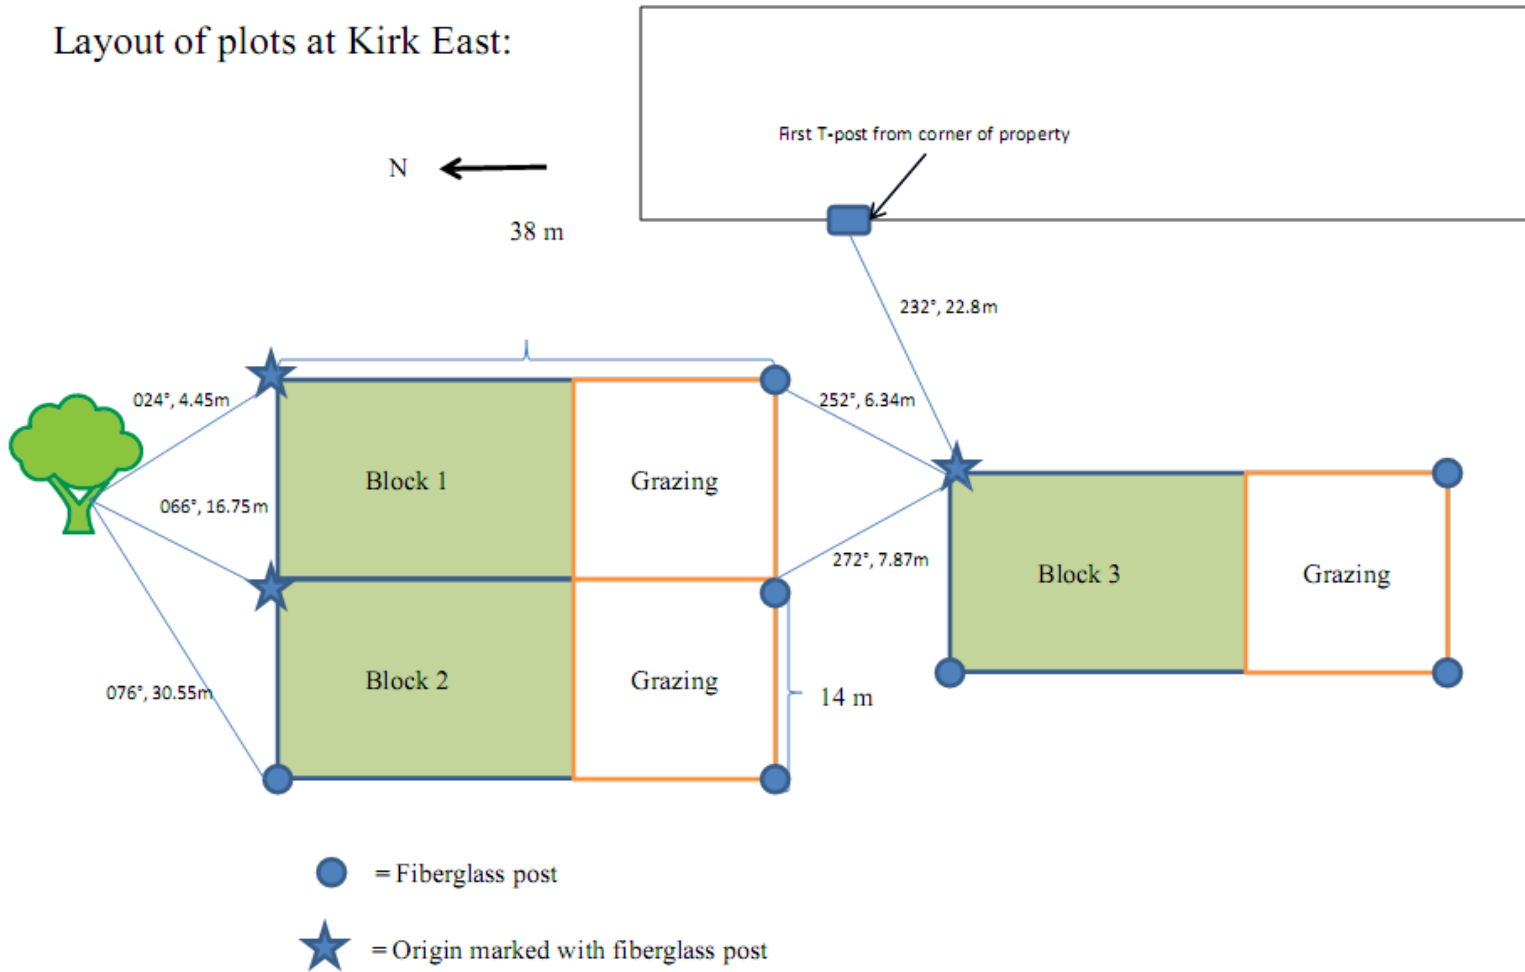 Layout of plots at Kirk East:
First T-post from corner of property
N
38 m
232°, 22.8m
024°, 4.45m
252°, 6.34m
Block 1
Grazing
066°, 16.75m
272°, 7.87m
Block 3
Grazing
Block 2
Grazing
076°, 30.55m
14 m
= Fiberglass post
= Origin marked with fiberglass post